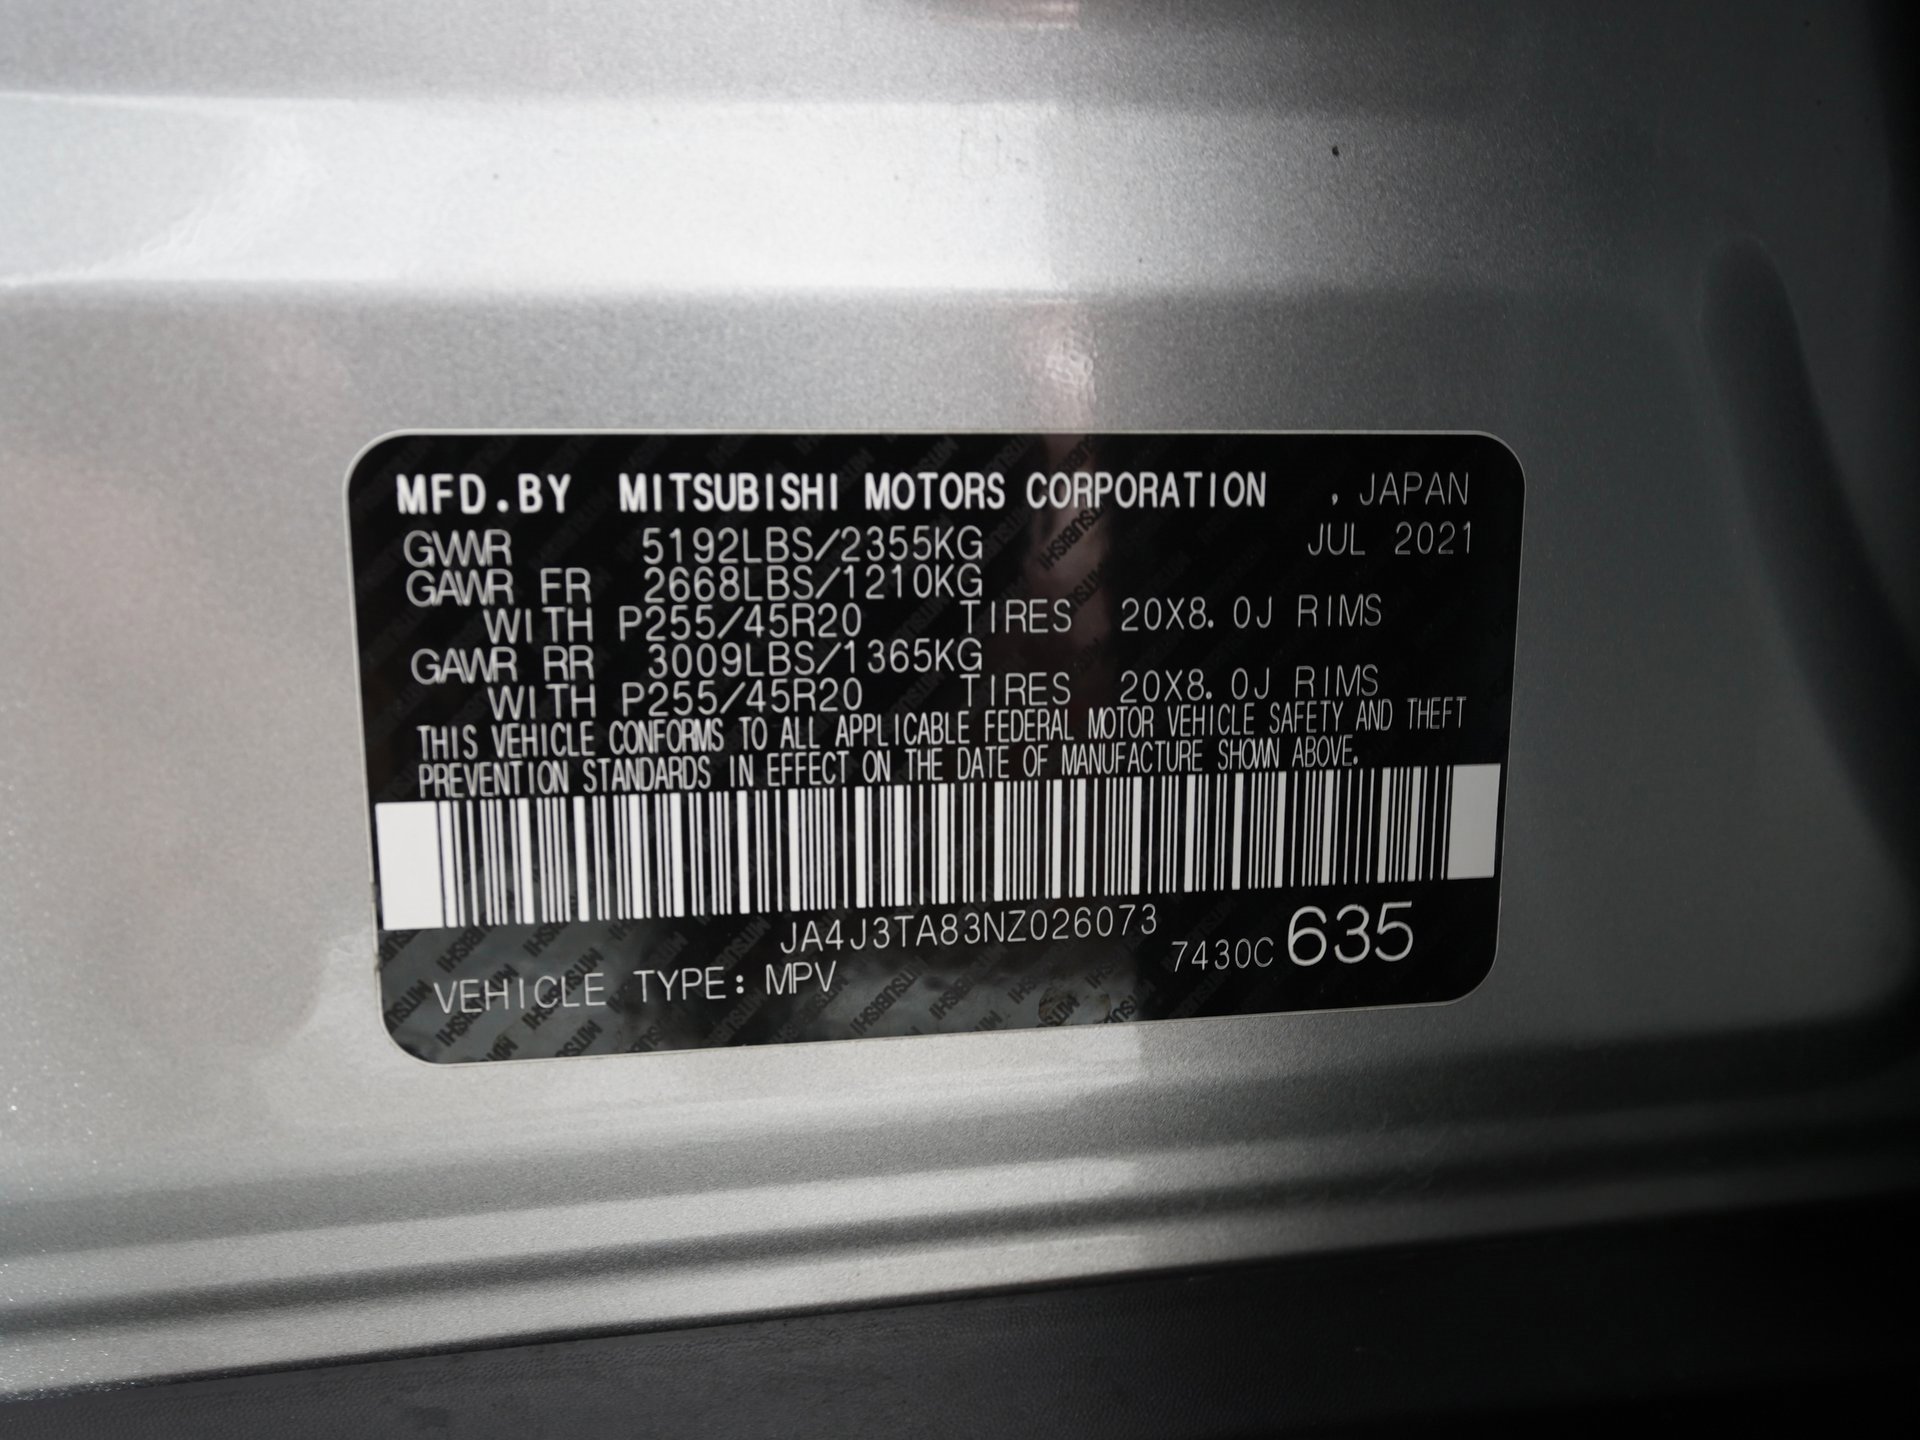 MFD.BY MITSUBISHI MOTORS CORPORATION , JAPAN
GVWR 5192LBS/2355KG JUL 2021
GAWR FR 2668LBS/1210KG
WITH P255/45R20 TIRES 20X8.0J RIMS
GAWR RR 3009LBS/1365KG
WITH P255/45R20 TIRES 20X8.0J RIMS
THIS VEHICLE CONFORMS TO ALL APPLICABLE FEDERAL MOTOR VEHICLE SAFETY AND THEFT
PREVENTION STANDARDS IN EFFECT ON THE DATE OF MANUFACTURE SHOWN ABOVE.
JA4J3TA83NZ026073
7430C 635
VEHICLE TYPE: MPV